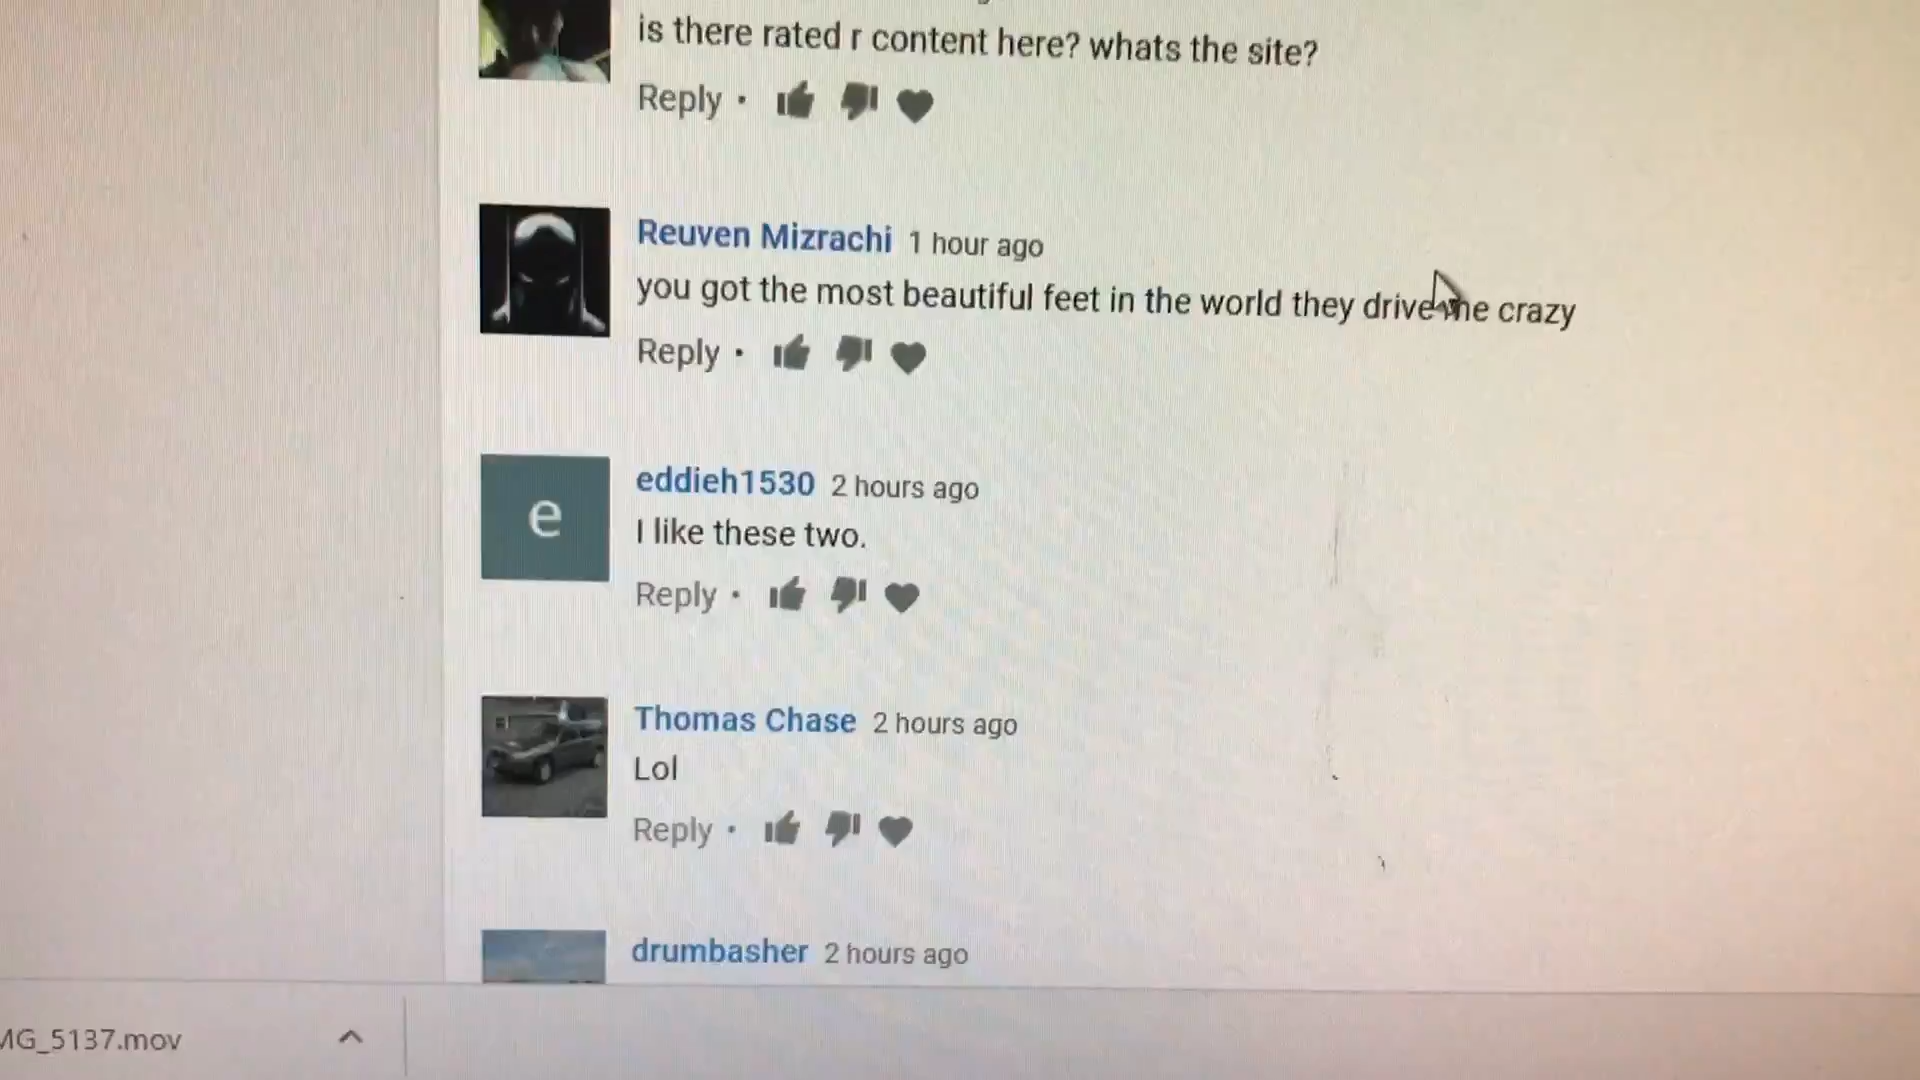 is there rated r content here? whats the site?
Reply •
Reuven Mizrachi 1 hour ago
you got the most beautiful feet in the world they drive me crazy
Reply •
e
eddieh1530 2 hours ago
I like these two.
Reply •
Thomas Chase 2 hours ago
Lol
Reply •
drumbasher 2 hours ago
MG_5137.mov